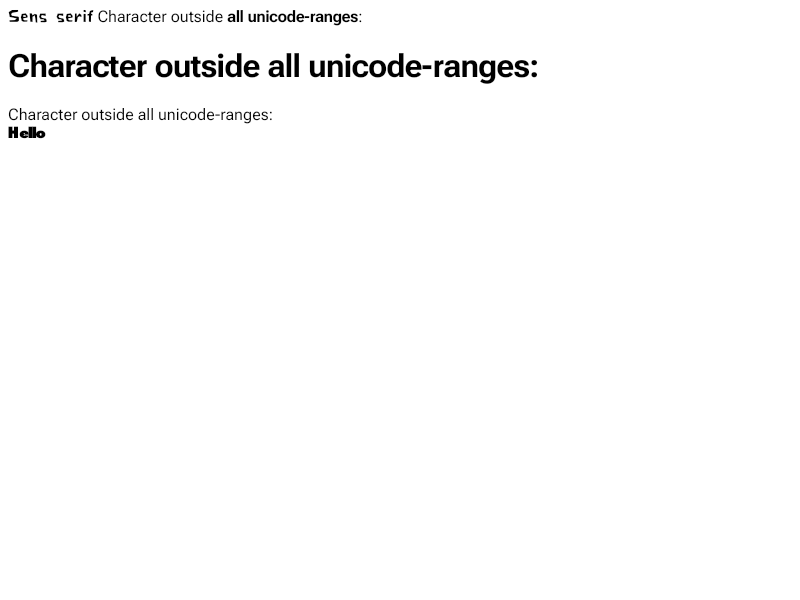 Sens serif Character outside all unicode-ranges:
Character outside all unicode-ranges:
Character outside all unicode-ranges:
Hello